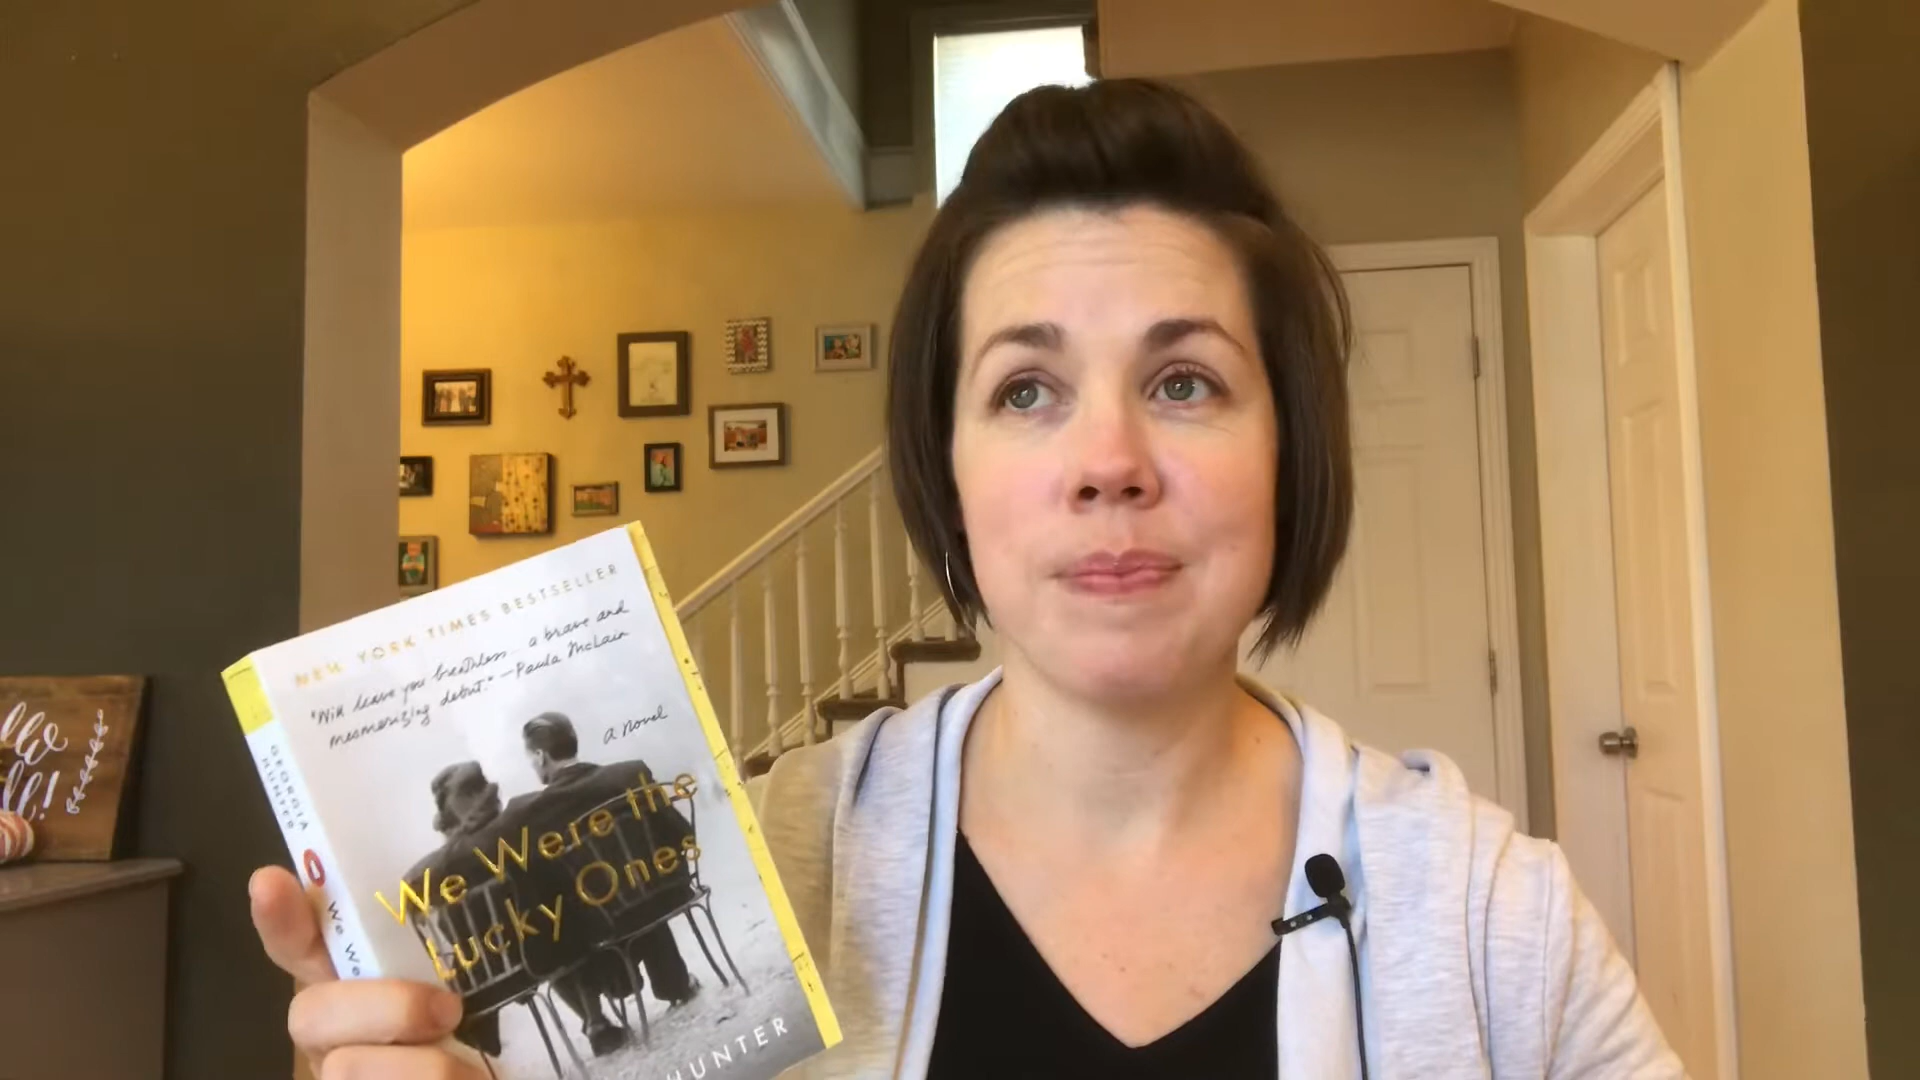 NEW YORK TIMES BESTSELLER
"Will leave you breathless... a brave and
mesmerizing debut." —Paula McLain
a novel
We Were the
Lucky Ones
HUNTER
GEORGIA
HUNTER
We We